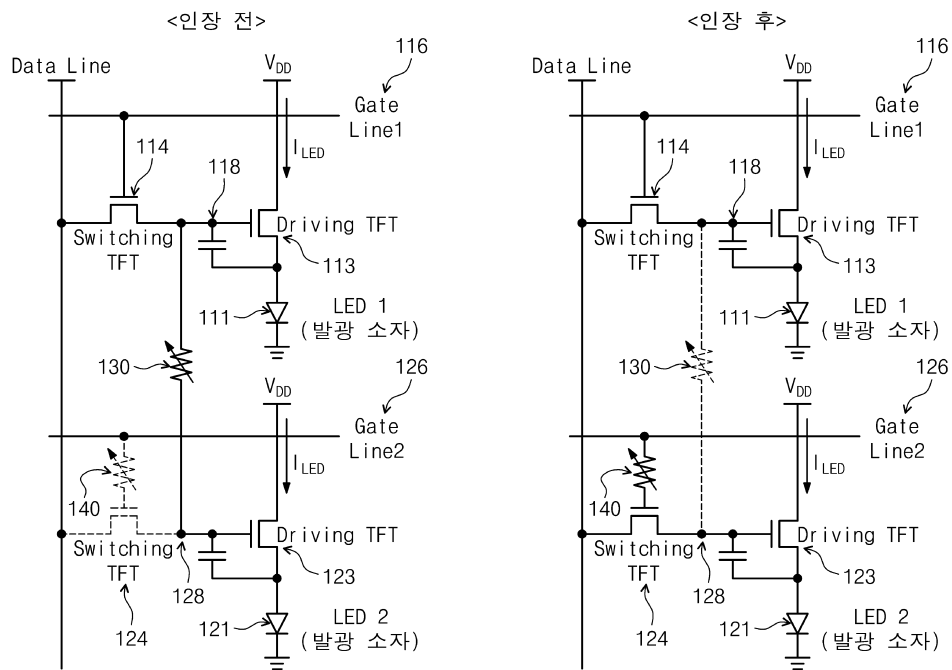 <인장 전>
Data Line
V_DD
116
Gate
Line1
I_LED
114
118
Switching
TFT
Driving TFT
113
111
LED 1
(발광 소자)
130
126
V_DD
Gate
Line2
I_LED
140
Switching
TFT
Driving TFT
128
123
124
121
LED 2
(발광 소자)
<인장 후>
Data Line
V_DD
116
Gate
Line1
I_LED
114
118
Switching
TFT
Driving TFT
113
111
LED 1
(발광 소자)
130
126
V_DD
Gate
Line2
I_LED
140
Switching
TFT
Driving TFT
128
123
124
121
LED 2
(발광 소자)